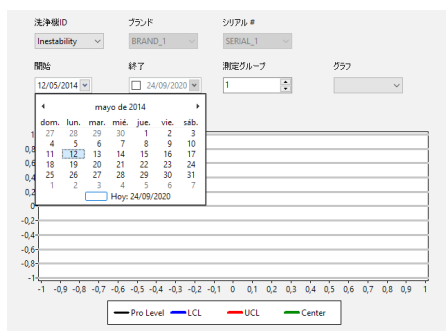 洗浄機ID ブランド シリアル #
Inestability BRAND_1 SERIAL_1
開始 終了 測定グループ グラフ
12/05/2014 24/09/2020 1
mayo de 2014
dom. lun. mar. mié. jue. vie. sáb.
27 28 29 30 1 2 3
4 5 6 7 8 9 10
11 12 13 14 15 16 17
18 19 20 21 22 23 24
25 26 27 28 29 30 31
1 2 3 4 5 6 7
Hoy: 24/09/2020
1
0,8
0,6
0,4
0,2
0
-0,2
-0,4
-0,6
-0,8
-1
-1 -0,9 -0,8 -0,7 -0,6 -0,5 -0,4 -0,3 -0,2 -0,1 0 0,1 0,2 0,3 0,4 0,5 0,6 0,7 0,8 0,9 1
Pro Level LCL UCL Center